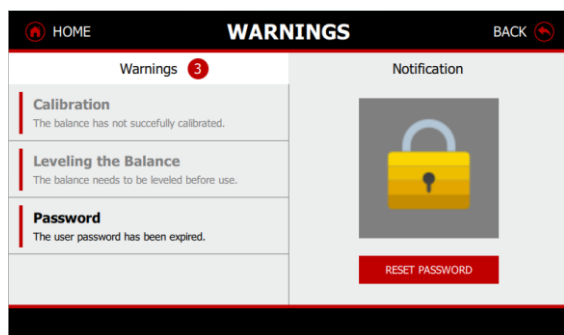 HOME
WARNINGS
BACK
Warnings 3
Notification
Calibration
The balance has not succefully calibrated.
Leveling the Balance
The balance needs to be leveled before use.
Password
The user password has been expired.
RESET PASSWORD